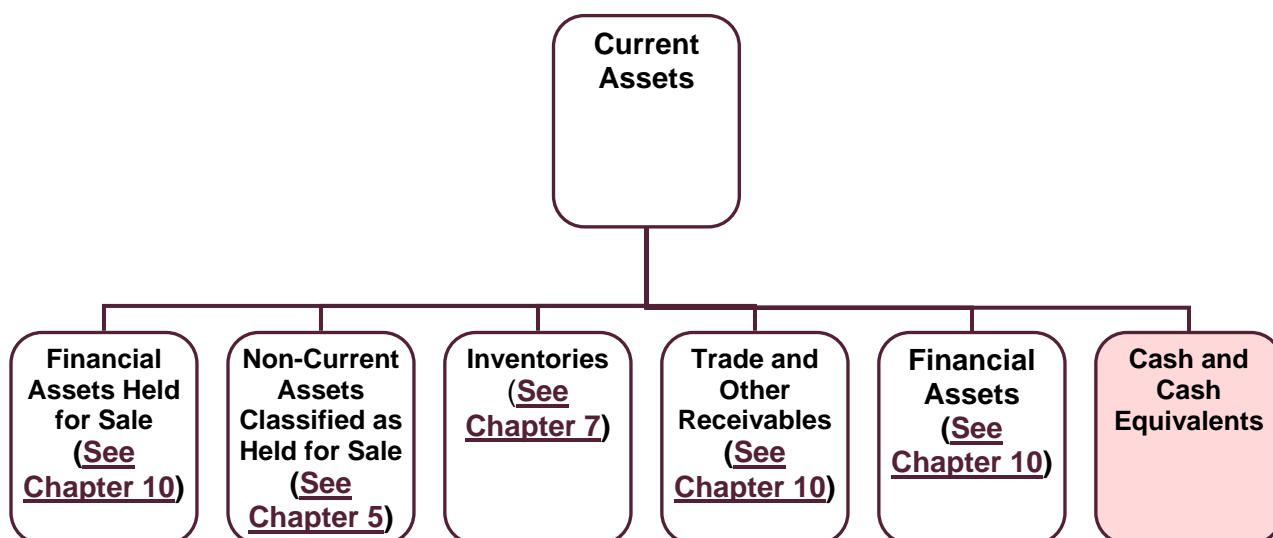 Current
Assets
Financial
Assets Held
for Sale
(See
Chapter 10)
Non-Current
Assets
Classified as
Held for Sale
(See
Chapter 5)
Inventories
(See
Chapter 7)
Trade and
Other
Receivables
(See
Chapter 10)
Financial
Assets
(See
Chapter 10)
Cash and
Cash
Equivalents